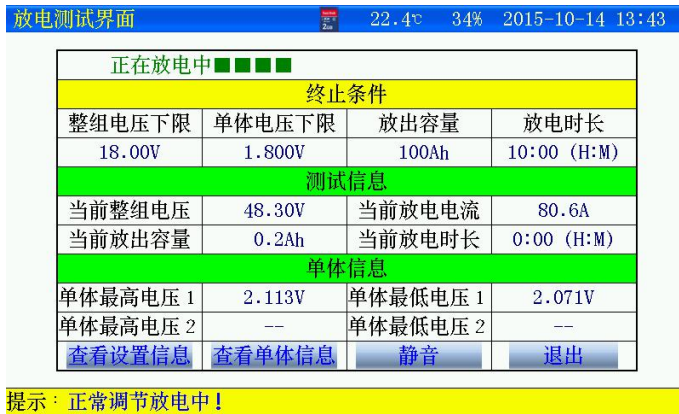 放电测试界面 22.4℃ 34% 2015-10-14 13:43
正在放电中■■■■
终止条件
整组电压下限 单体电压下限 放出容量 放电时长
18.00V 1.800V 100Ah 10:00 (H:M)
测试信息
当前整组电压 48.30V 当前放电电流 80.6A
当前放出容量 0.2Ah 当前放电时长 0:00 (H:M)
单体信息
单体最高电压1 2.113V 单体最低电压1 2.071V
单体最高电压2 -- 单体最低电压2 --
查看设置信息 查看单体信息 静音 退出
提示:正常调节放电中!